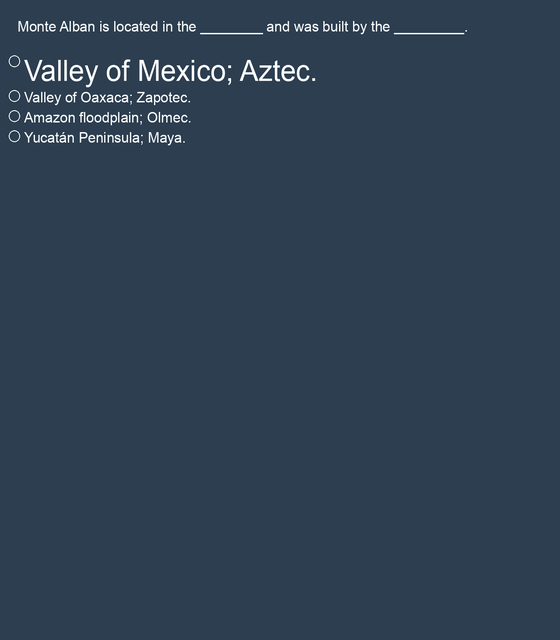 Monte Alban is located in the ________ and was built by the _________.
Valley of Mexico; Aztec.
Valley of Oaxaca; Zapotec.
Amazon floodplain; Olmec.
Yucatán Peninsula; Maya.